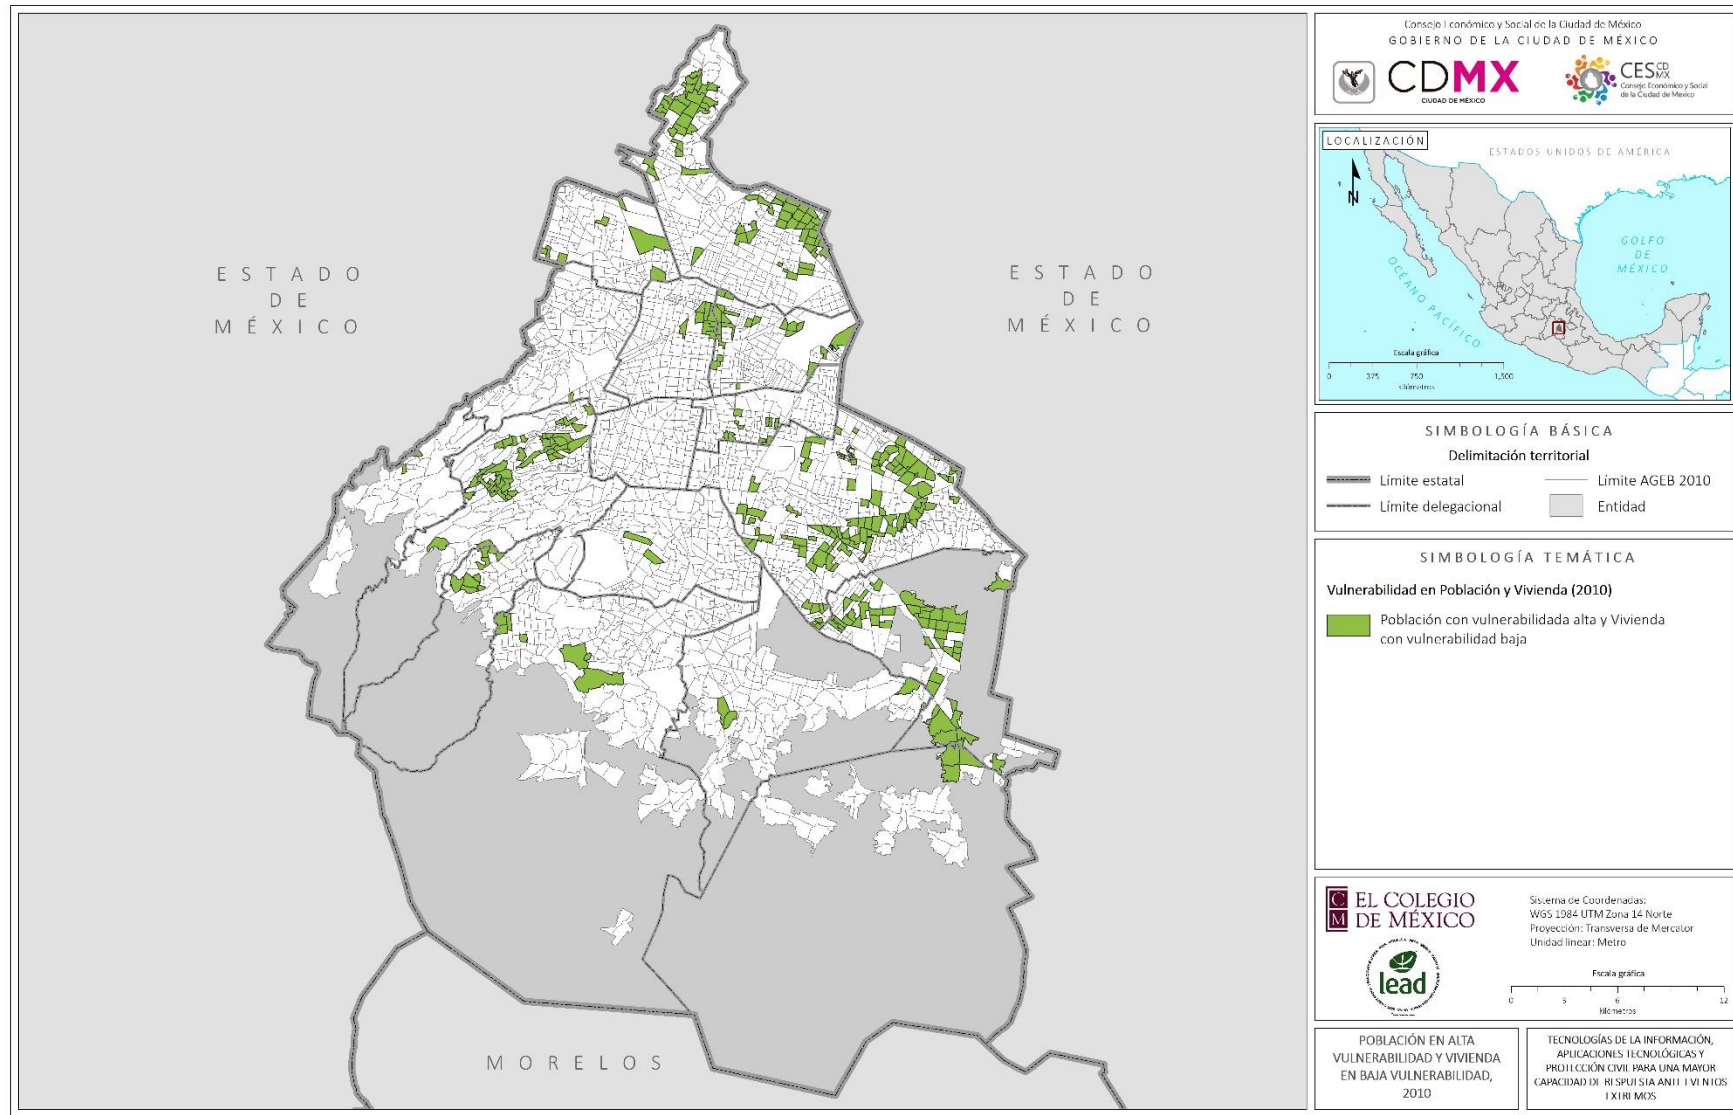 ESTADO
DE
MÉXICO
ESTADO
DE
MÉXICO
MORELOS
Consejo Económico y Social de la Ciudad de México
GOBIERNO DE LA CIUDAD DE MÉXICO
CDMX
CIUDAD DE MÉXICO
CES CD
MX
Consejo Económico y Social
de la Ciudad de México
LOCALIZACIÓN
ESTADOS UNIDOS DE AMÉRICA
N
GOLFO
DE
MÉXICO
OCÉANO PACÍFICO
Escala gráfica
0 375 750 1,500
kilómetros
SIMBOLOGÍA BÁSICA
Delimitación territorial
Límite estatal
Límite AGEB 2010
Límite delegacional
Entidad
SIMBOLOGÍA TEMÁTICA
Vulnerabilidad en Población y Vivienda (2010)
Población con vulnerabilidada alta y Vivienda
con vulnerabilidad baja
C M
EL COLEGIO
DE MÉXICO
lead
Sistema de Coordenadas:
WGS 1984 UTM Zona 14 Norte
Proyección: Transversa de Mercator
Unidad linear: Metro
Escala gráfica
0 3 6 12
kilómetros
POBLACIÓN EN ALTA
VULNERABILIDAD Y VIVIENDA
EN BAJA VULNERABILIDAD,
2010
TECNOLOGÍAS DE LA INFORMACIÓN,
APLICACIONES TECNOLÓGICAS Y
PROTECCIÓN CIVIL PARA UNA MAYOR
CAPACIDAD DE RESPUESTA ANTE EVENTOS
EXTREMOS